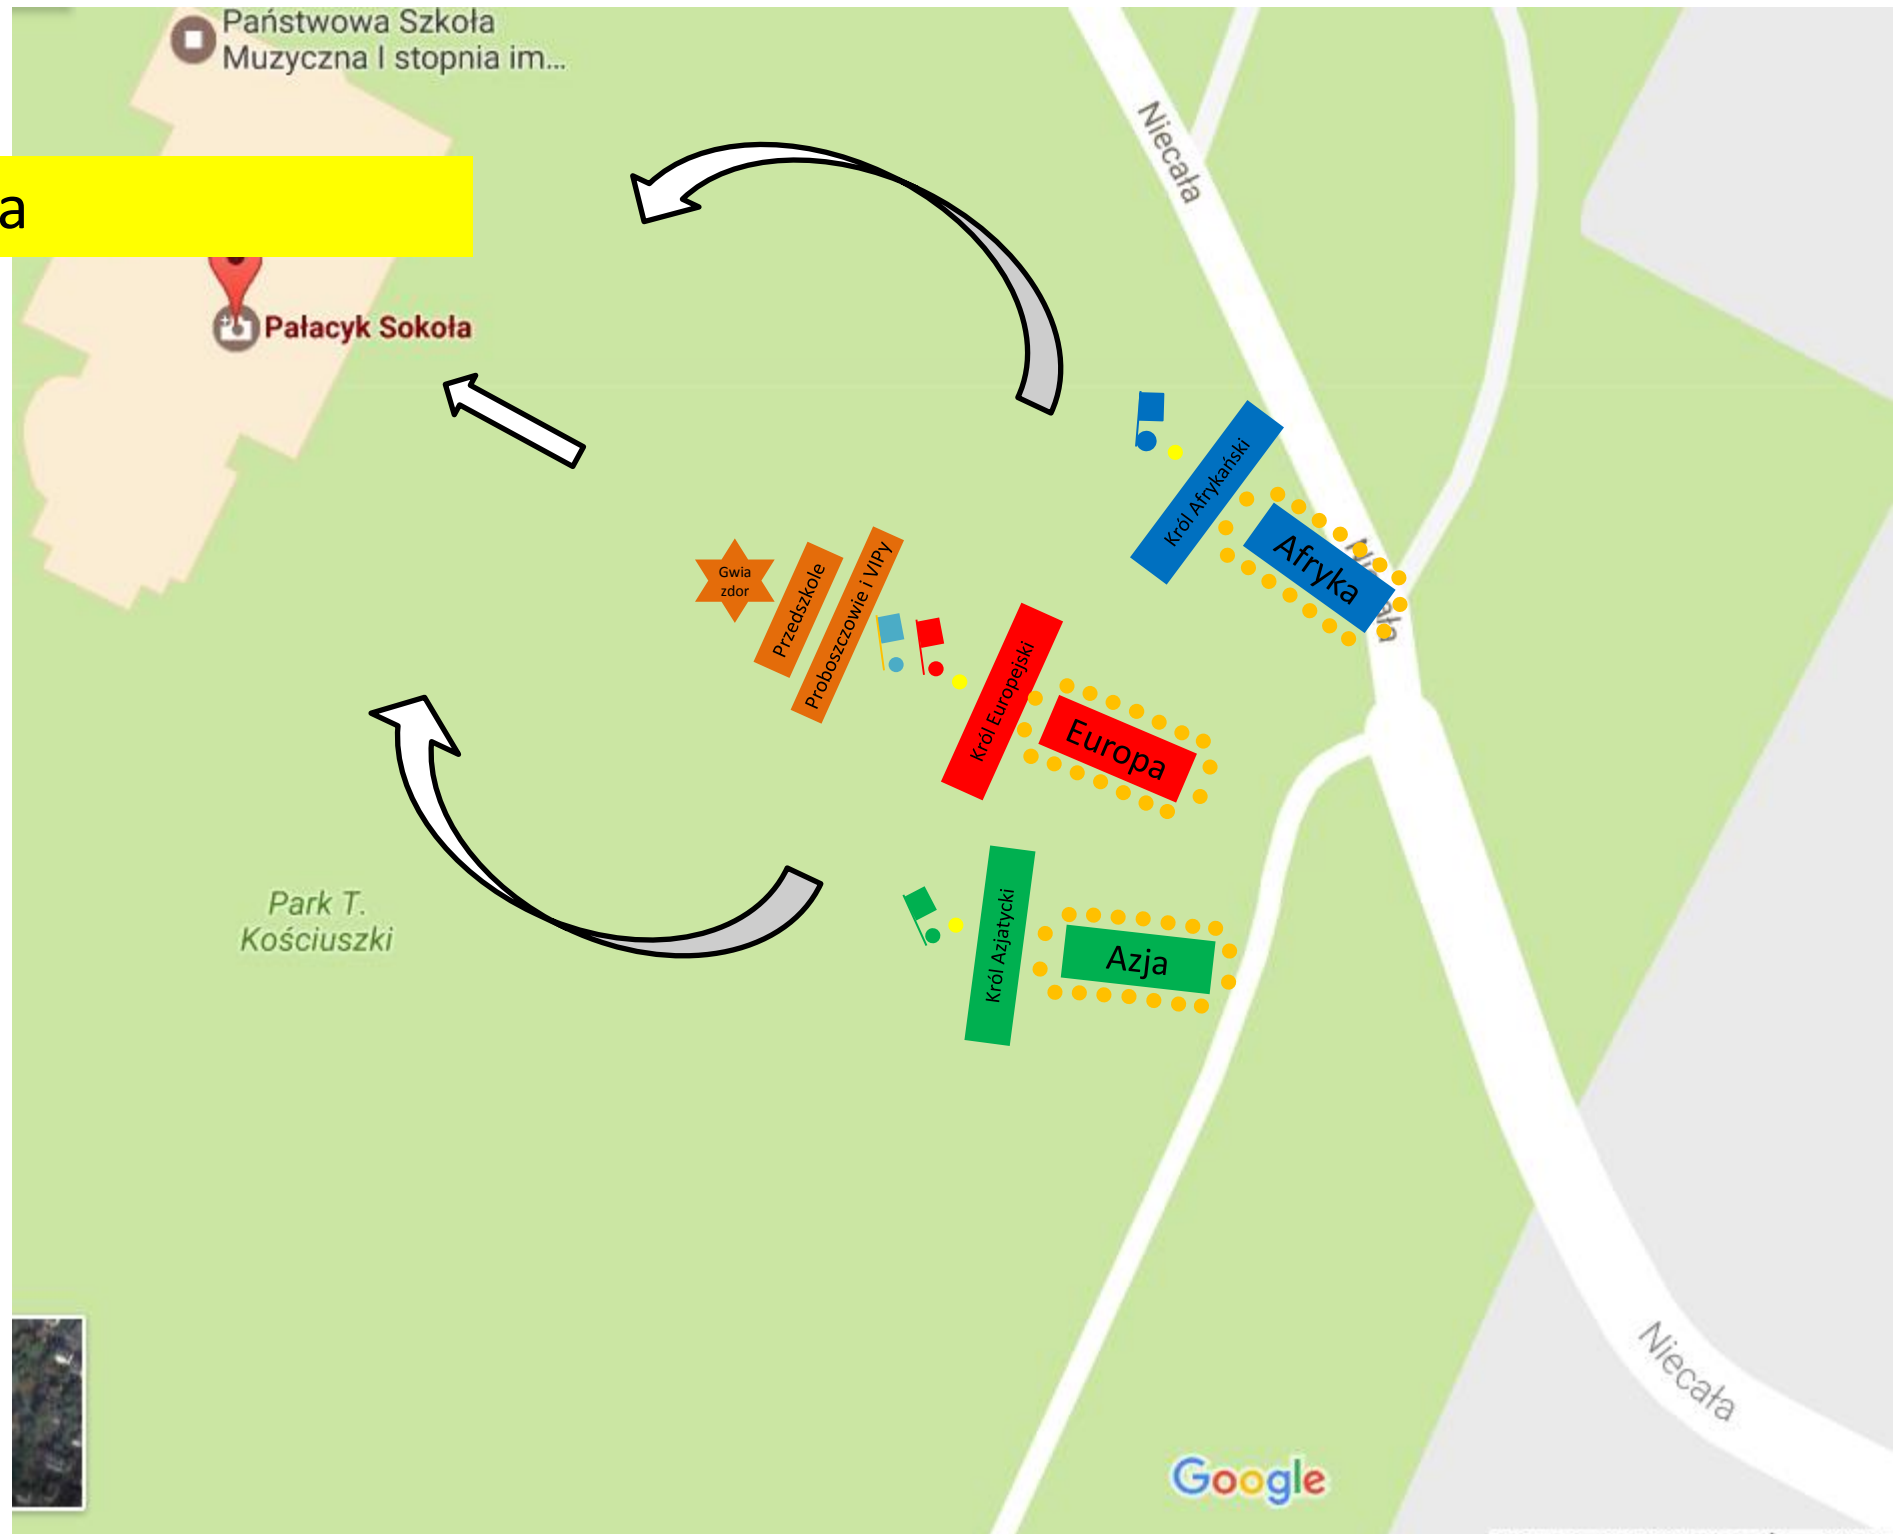 Państwowa Szkoła
Muzyczna I stopnia im...
a
Pałacyk Sokoła
Niecała
Król Afrykański
Afryka
Gwia
zdor
Przedszkole
Proboszczowie i VIPy
Król Europejski
Europa
Król Azjatycki
Azja
Park T.
Kościuszki
Niecała
Google